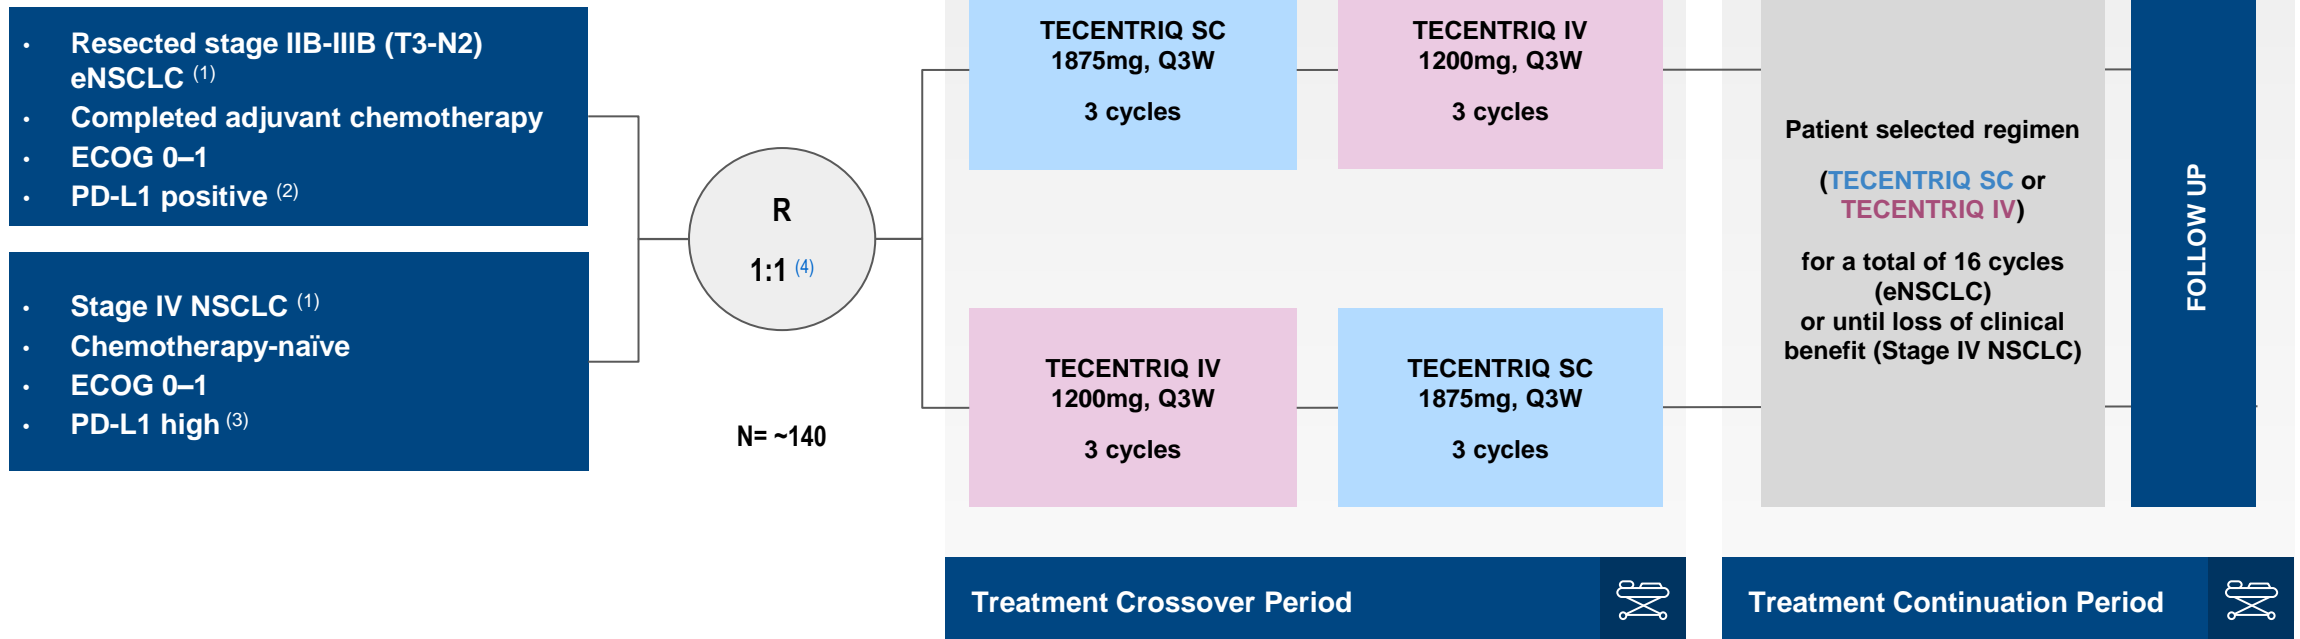 • Resected stage IIB-IIIB (T3-N2)
eNSCLC (1)
• Completed adjuvant chemotherapy
• ECOG 0–1
• PD-L1 positive (2)
• Stage IV NSCLC (1)
• Chemotherapy-naïve
• ECOG 0–1
• PD-L1 high (3)
R
1:1 (4)
N= ~140
TECENTRIQ SC
1875mg, Q3W
3 cycles
TECENTRIQ IV
1200mg, Q3W
3 cycles
TECENTRIQ IV
1200mg, Q3W
3 cycles
TECENTRIQ SC
1875mg, Q3W
3 cycles
Patient selected regimen
(TECENTRIQ SC or
TECENTRIQ IV)
for a total of 16 cycles
(eNSCLC)
or until loss of clinical
benefit (Stage IV NSCLC)
FOLLOW UP
Treatment Crossover Period
Treatment Continuation Period